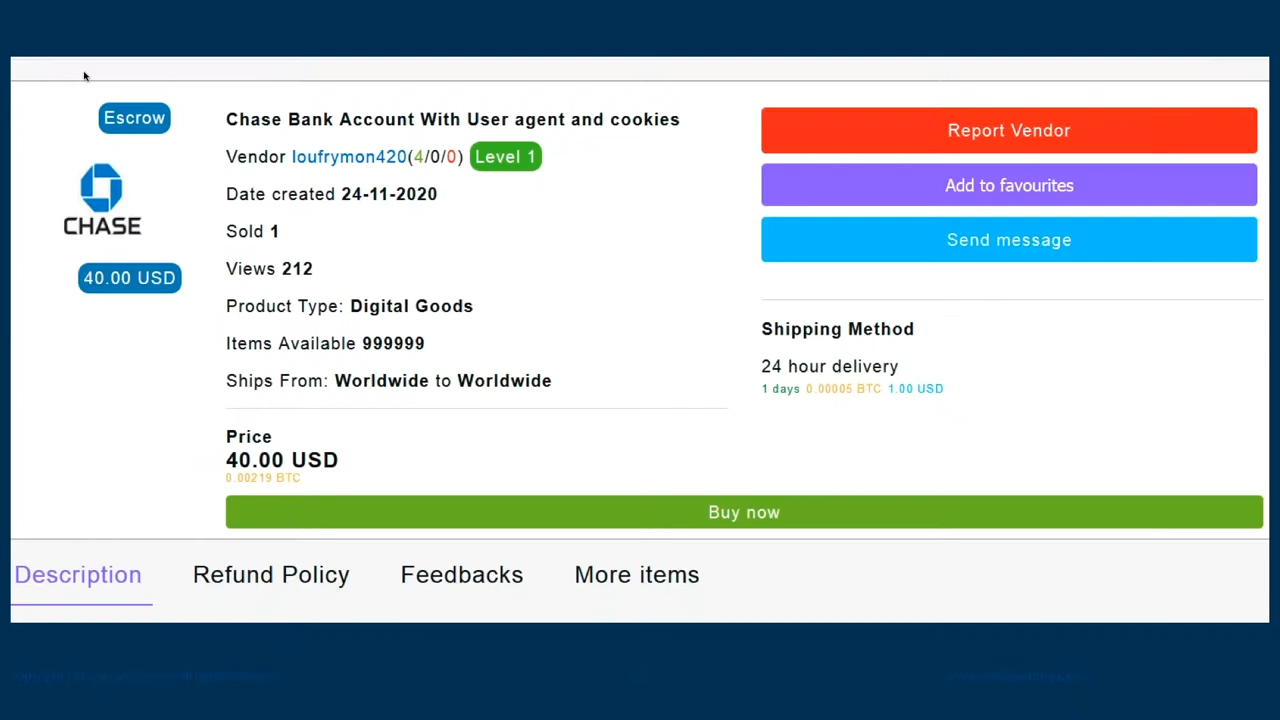 Escrow
CHASE
40.00 USD
Chase Bank Account With User agent and cookies
Vendor loufrymon420(4/0/0) Level 1
Date created 24-11-2020
Sold 1
Views 212
Product Type: Digital Goods
Items Available 999999
Ships From: Worldwide to Worldwide
Price
40.00 USD
0.00219 BTC
Buy now
Report Vendor
Add to favourites
Send message
Shipping Method
24 hour delivery
1 days 0.00005 BTC 1.00 USD
Description
Refund Policy
Feedbacks
More items